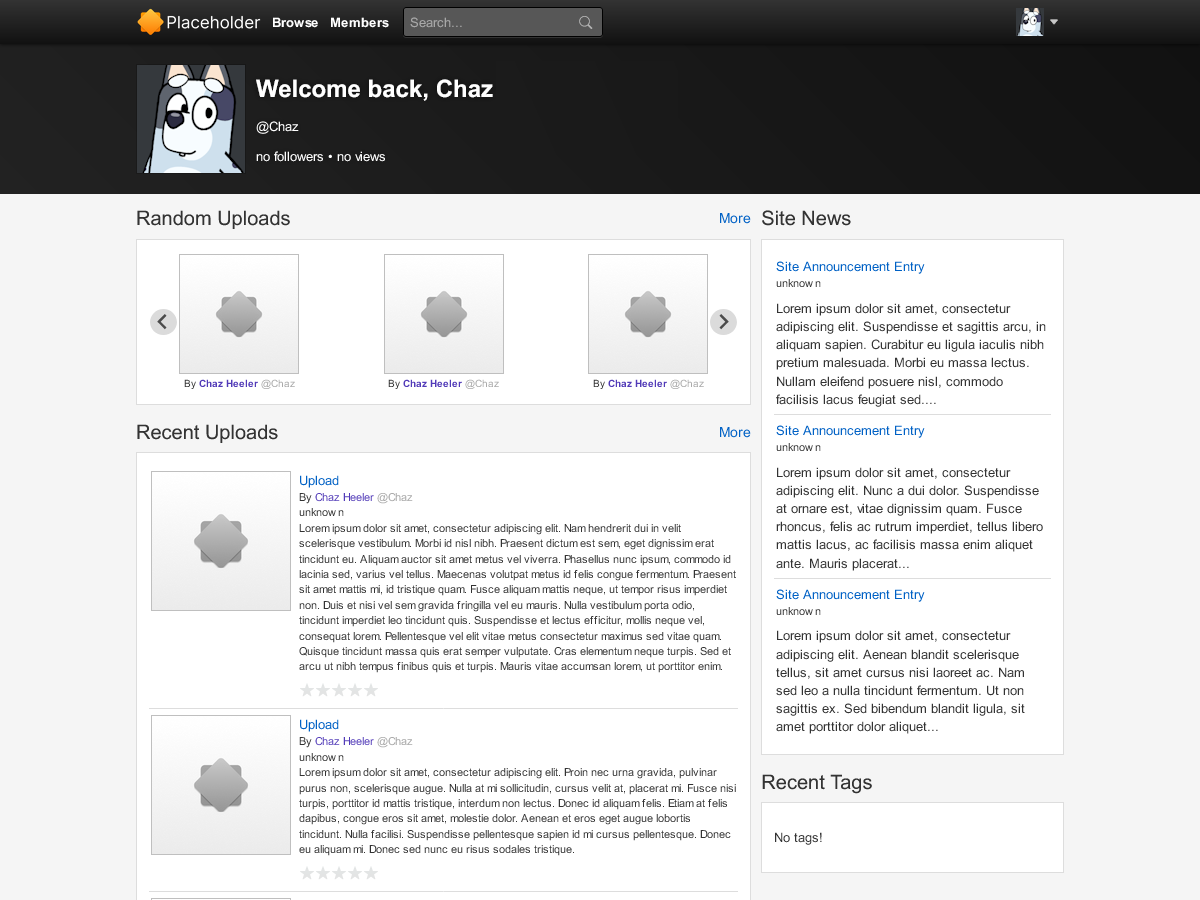 Placeholder Browse Members Search...
Welcome back, Chaz
@Chaz
no followers • no views
Random Uploads More
By Chaz Heeler @Chaz By Chaz Heeler @Chaz By Chaz Heeler @Chaz
Recent Uploads More
Upload
By Chaz Heeler @Chaz
unknown
Lorem ipsum dolor sit amet, consectetur adipiscing elit. Nam hendrerit dui in velit
scelerisque vestibulum. Morbi id nisl nibh. Praesent dictum est sem, eget dignissim erat
tincidunt eu. Aliquam auctor sit amet metus vel viverra. Phasellus nunc ipsum, commodo id
lacinia sed, varius vel tellus. Maecenas volutpat metus id felis congue fermentum. Praesent
sit amet mattis mi, id tristique quam. Fusce aliquam mattis neque, ut tempor risus imperdiet
non. Duis et nisi vel sem gravida fringilla vel eu mauris. Nulla vestibulum porta odio,
tincidunt imperdiet leo tincidunt quis. Suspendisse et lectus efficitur, mollis neque vel,
consequat lorem. Pellentesque vel elit vitae metus consectetur maximus sed vitae quam.
Quisque tincidunt massa quis erat semper vulputate. Cras elementum neque turpis. Sed et
arcu ut nibh tempus finibus quis et turpis. Mauris vitae accumsan lorem, ut porttitor enim.
Upload
By Chaz Heeler @Chaz
unknown
Lorem ipsum dolor sit amet, consectetur adipiscing elit. Proin nec urna gravida, pulvinar
purus non, scelerisque augue. Nulla at mi sollicitudin, cursus velit at, placerat mi. Fusce nisi
turpis, porttitor id mattis tristique, interdum non lectus. Donec id aliquam felis. Etiam at felis
dapibus, congue eros sit amet, molestie dolor. Aenean et eros eget augue lobortis
tincidunt. Nulla facilisi. Suspendisse pellentesque sapien id mi cursus pellentesque. Donec
eu aliquam mi. Donec sed nunc eu risus sodales tristique.
Site News
Site Announcement Entry
unknown
Lorem ipsum dolor sit amet, consectetur
adipiscing elit. Suspendisse et sagittis arcu, in
aliquam sapien. Curabitur eu ligula iaculis nibh
pretium malesuada. Morbi eu massa lectus.
Nullam eleifend posuere nisl, commodo
facilisis lacus feugiat sed....
Site Announcement Entry
unknown
Lorem ipsum dolor sit amet, consectetur
adipiscing elit. Nunc a dui dolor. Suspendisse
at ornare est, vitae dignissim quam. Fusce
rhoncus, felis ac rutrum imperdiet, tellus libero
mattis lacus, ac facilisis massa enim aliquet
ante. Mauris placerat...
Site Announcement Entry
unknown
Lorem ipsum dolor sit amet, consectetur
adipiscing elit. Aenean blandit scelerisque
tellus, sit amet cursus nisi laoreet ac. Nam
sed leo a nulla tincidunt fermentum. Ut non
sagittis ex. Sed bibendum blandit ligula, sit
amet porttitor dolor aliquet...
Recent Tags
No tags!